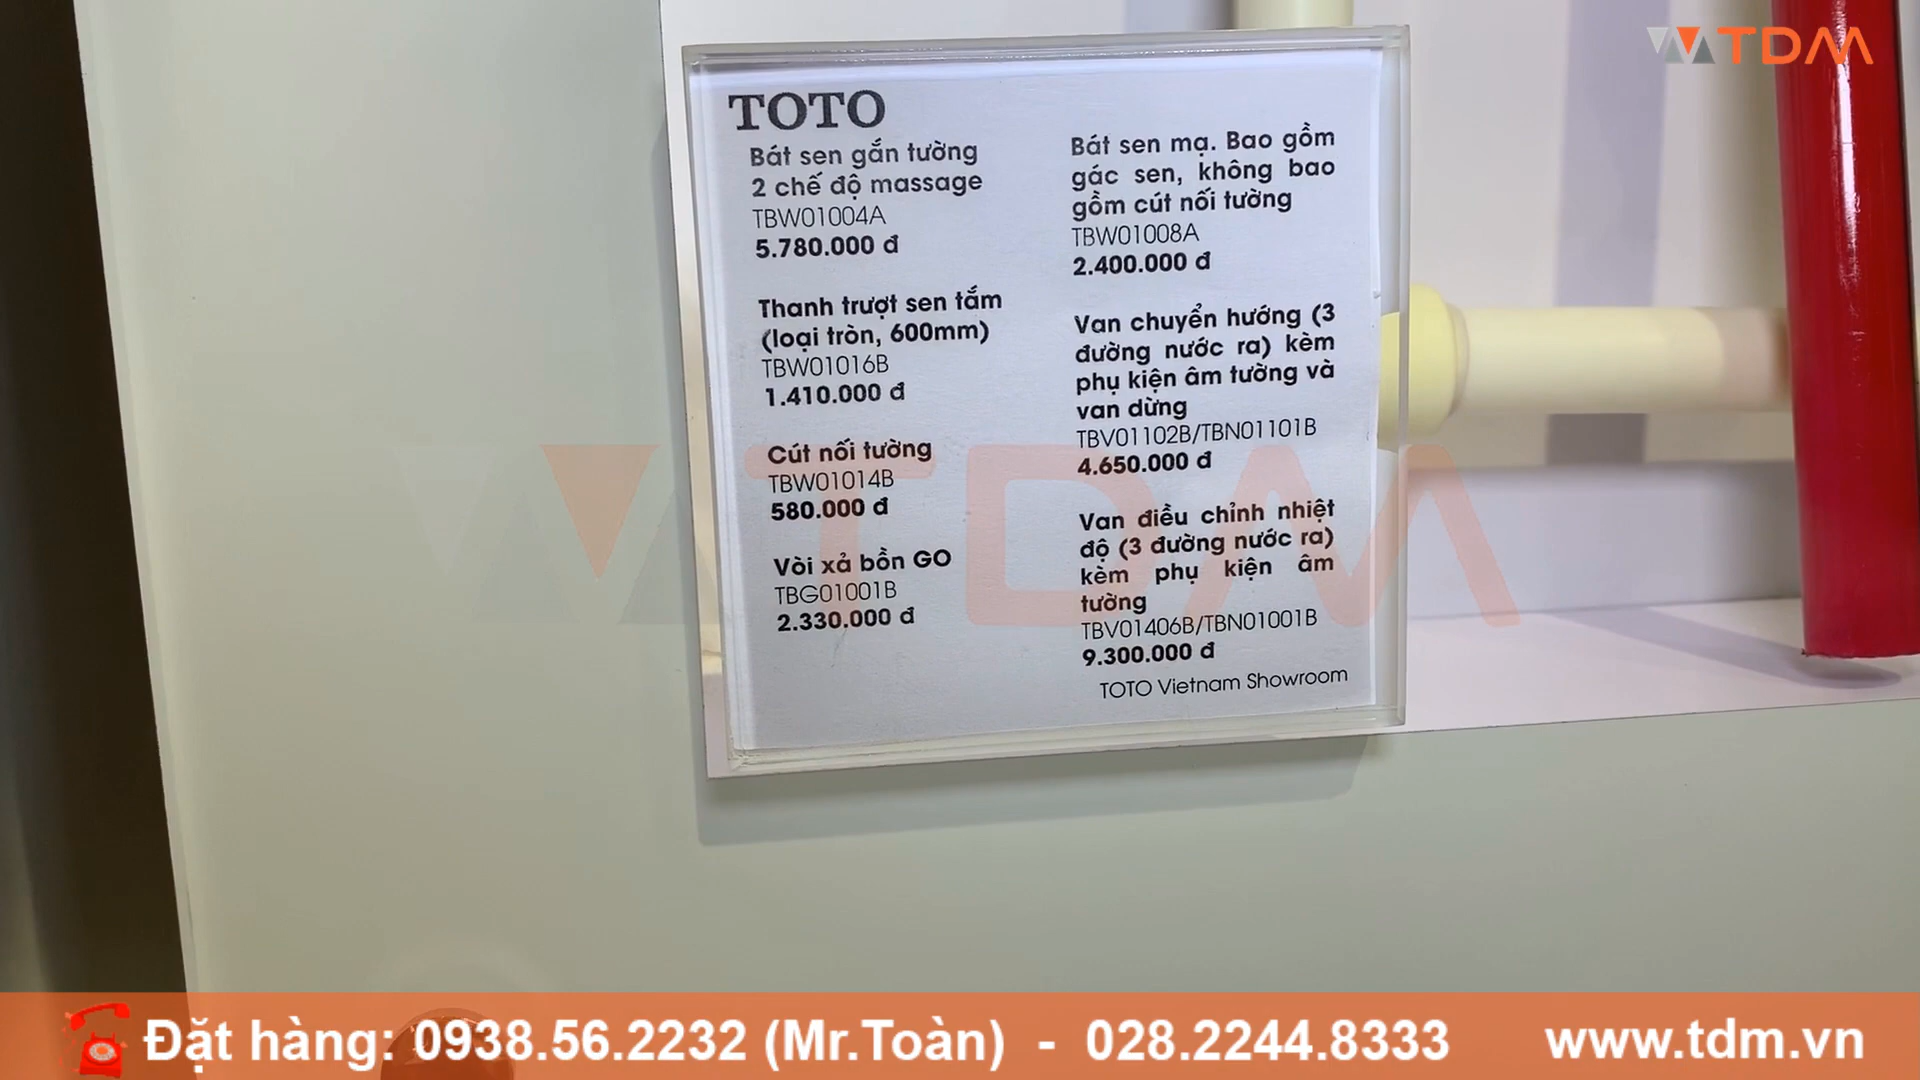 TDM
TOTO
Bát sen gắn tường
2 chế độ massage
TBW01004A
5.780.000 đ
Thanh trượt sen tắm
(loại tròn, 600mm)
TBW01016B
1.410.000 đ
Cút nối tường
TBW01014B
580.000 đ
Vòi xả bồn GO
TBG01001B
2.330.000 đ
Bát sen mạ. Bao gồm
gác sen, không bao
gồm cút nối tường
TBW01008A
2.400.000 đ
Van chuyển hướng (3
đường nước ra) kèm
phụ kiện âm tường và
van dừng
TBV01102B/TBN01101B
4.650.000 đ
Van điều chỉnh nhiệt
độ (3 đường nước ra)
kèm phụ kiện âm
tường
TBV01406B/TBN01001B
9.300.000 đ
TOTO Vietnam Showroom
TDM
Đặt hàng: 0938.56.2232 (Mr.Toàn) - 028.2244.8333 www.tdm.vn